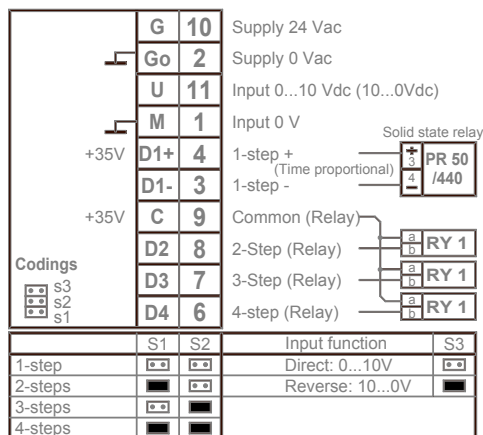 G 10 Supply 24 Vac
Go 2 Supply 0 Vac
U 11 Input 0...10 Vdc (10...0Vdc)
M 1 Input 0 V
Solid state relay
+35V D1+ 4 1-step + + 3 PR 50
(Time proportional)
D1- 3 1-step - 4 - /440
+35V C 9 Common (Relay)
D2 8 2-Step (Relay) a b RY 1
D3 7 3-Step (Relay) a b RY 1
D4 6 4-step (Relay) a b RY 1
Codings
s3
s2
s1
S1 S2 Input function S3
1-step Direct: 0...10V
2-steps Reverse: 10...0V
3-steps
4-steps